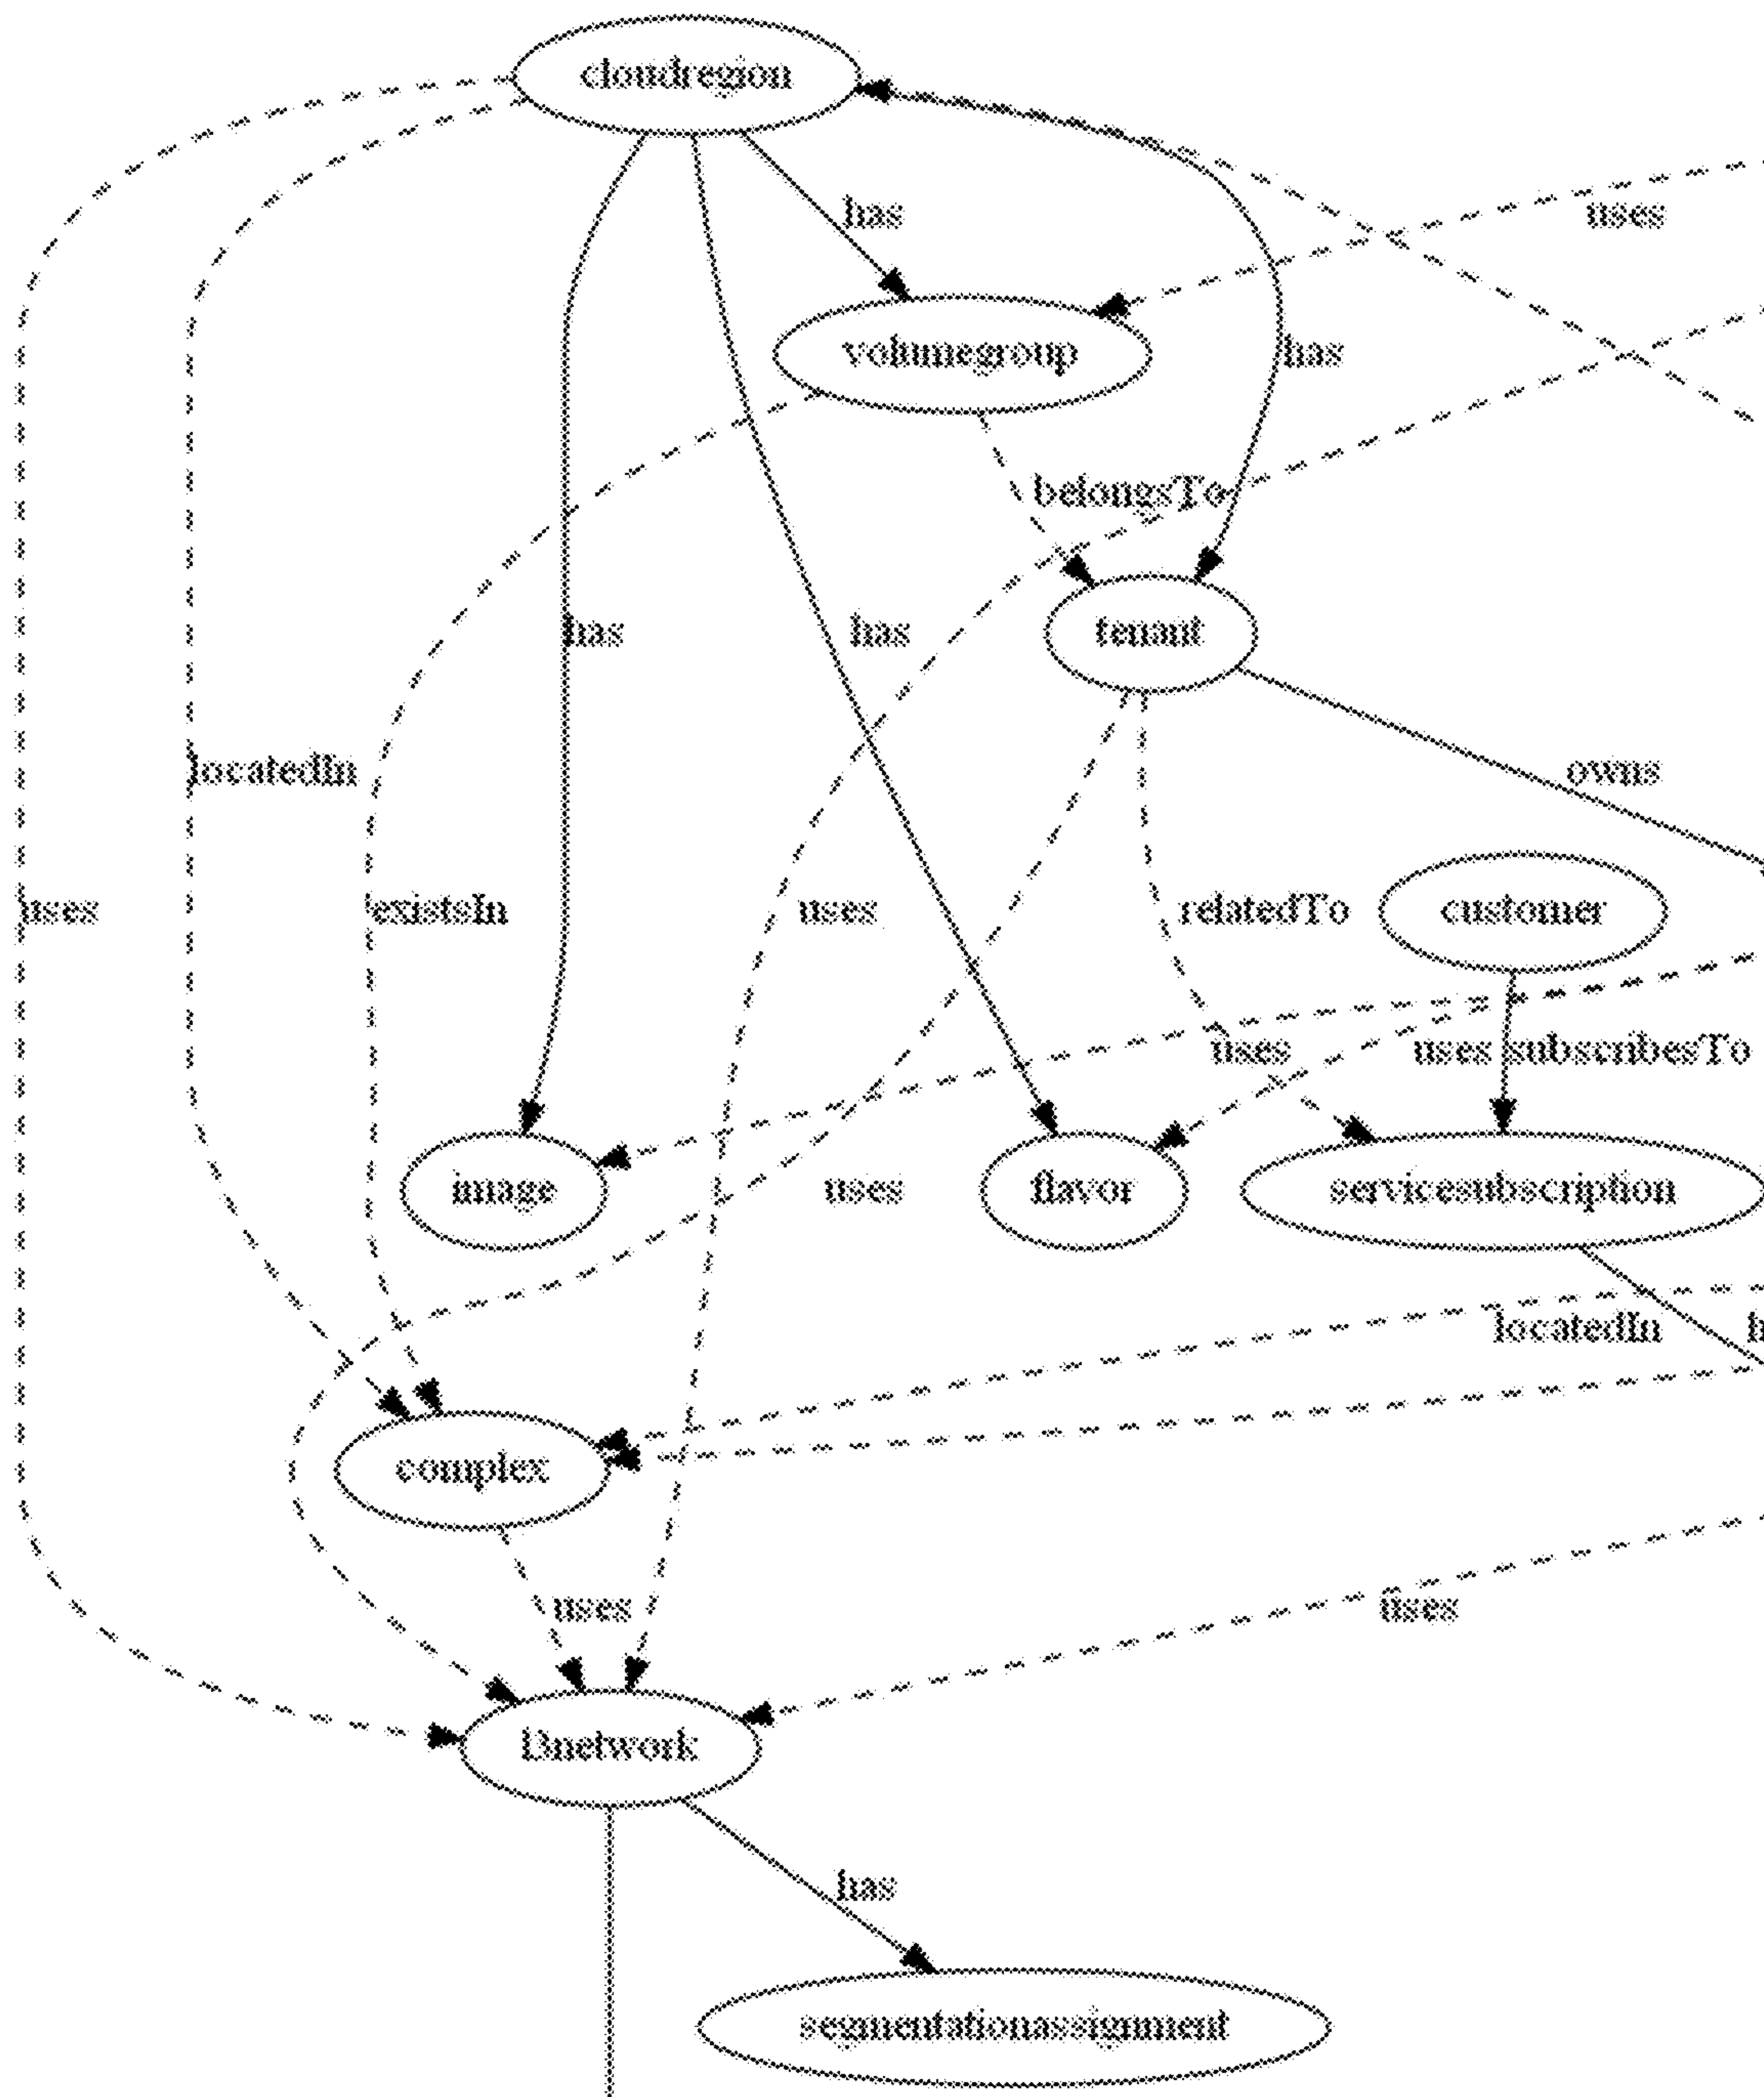 cloudregion
has
uses
volumegroup
has
belongsTo
has
has
tenant
locatedIn
owns
uses
existsIn
uses
relatedTo
customer
uses
uses subscribesTo
image
uses
flavor
servicesubscription
locatedIn
complex
uses
uses
l3network
has
segmentationassignment